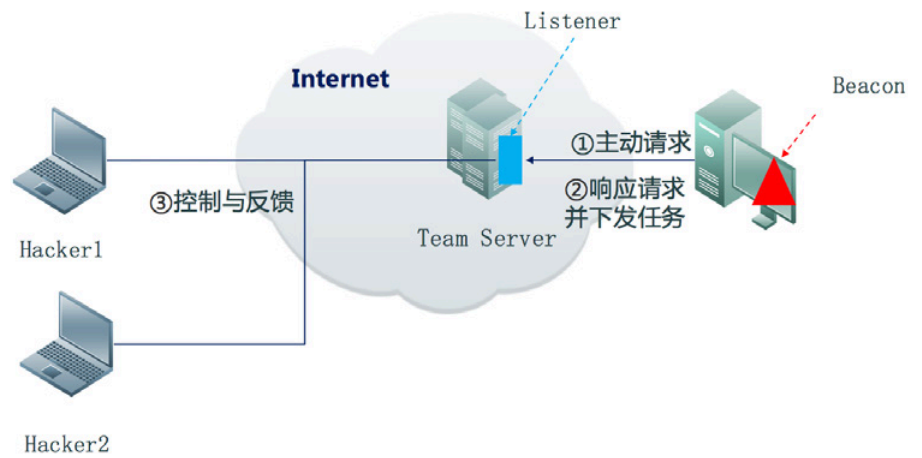 Listener
Internet
Beacon
①主动请求
③控制与反馈
②响应请求
并下发任务
Team Server
Hacker1
Hacker2